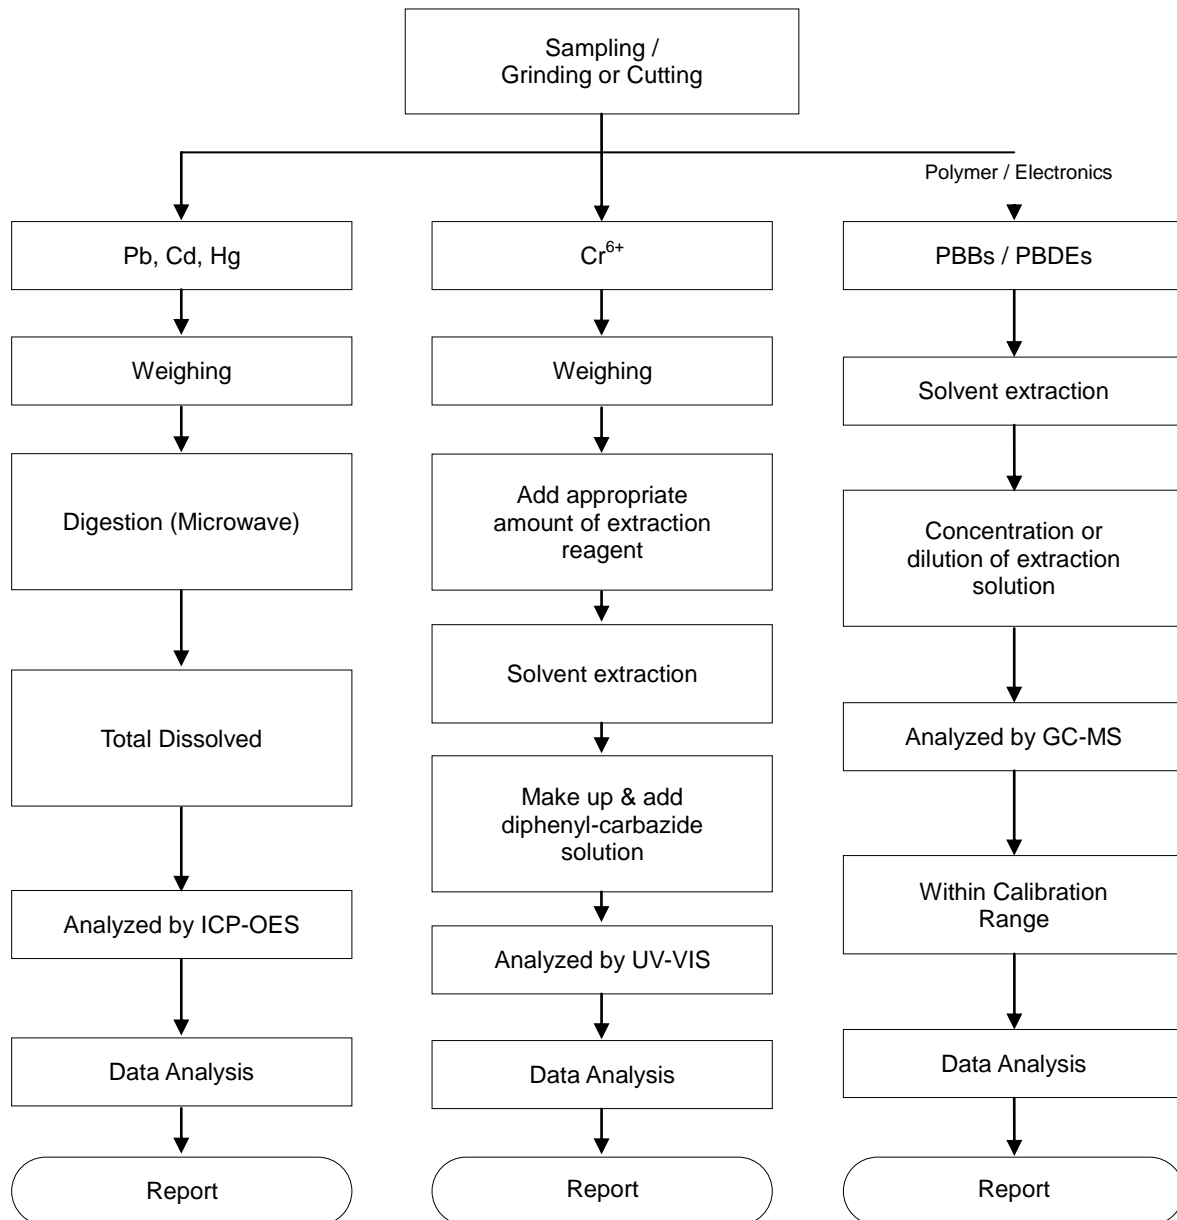 Sampling /
Grinding or Cutting
Polymer / Electronics
Pb, Cd, Hg
Weighing
Digestion (Microwave)
Total Dissolved
Analyzed by ICP-OES
Data Analysis
Report
Cr⁶⁺
Weighing
Add appropriate
amount of extraction
reagent
Solvent extraction
Make up & add
diphenyl-carbazide
solution
Analyzed by UV-VIS
Data Analysis
Report
PBBs / PBDEs
Solvent extraction
Concentration or
dilution of extraction
solution
Analyzed by GC-MS
Within Calibration
Range
Data Analysis
Report